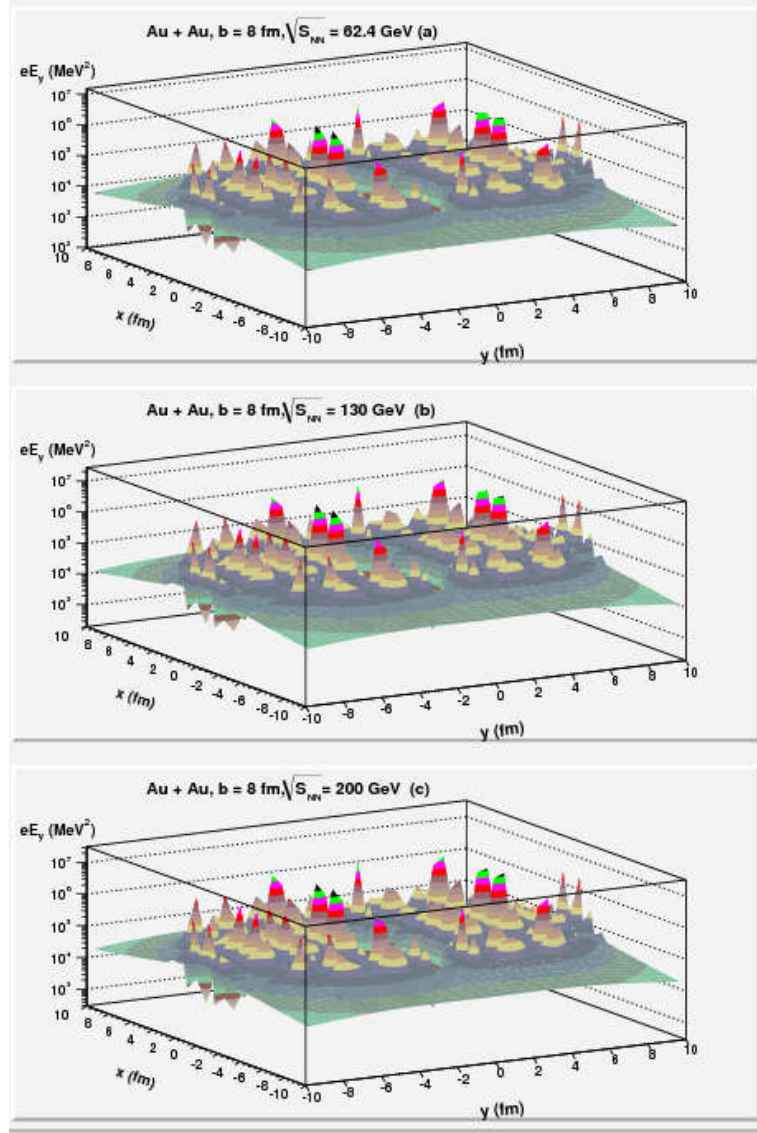 Au + Au, b = 8 fm,√S_NN = 62.4 GeV (a)
eE_y (MeV²)
10⁷
10⁶
10⁵
10⁴
10³
10²
10 8 6 4 2 0 -2 -4 -6 -8 -10
x (fm)
-10 -8 -6 -4 -2 0 2 4 6 8 10
y (fm)
Au + Au, b = 8 fm,√S_NN = 130 GeV (b)
eE_y (MeV²)
10⁷
10⁶
10⁵
10⁴
10³
10 8 6 4 2 0 -2 -4 -6 -8 -10
x (fm)
-10 -8 -6 -4 -2 0 2 4 6 8 10
y (fm)
Au + Au, b = 8 fm,√S_NN = 200 GeV (c)
eE_y (MeV²)
10⁷
10⁶
10⁵
10⁴
10³
10 8 6 4 2 0 -2 -4 -6 -8 -10
x (fm)
-10 -8 -6 -4 -2 0 2 4 6 8 10
y (fm)